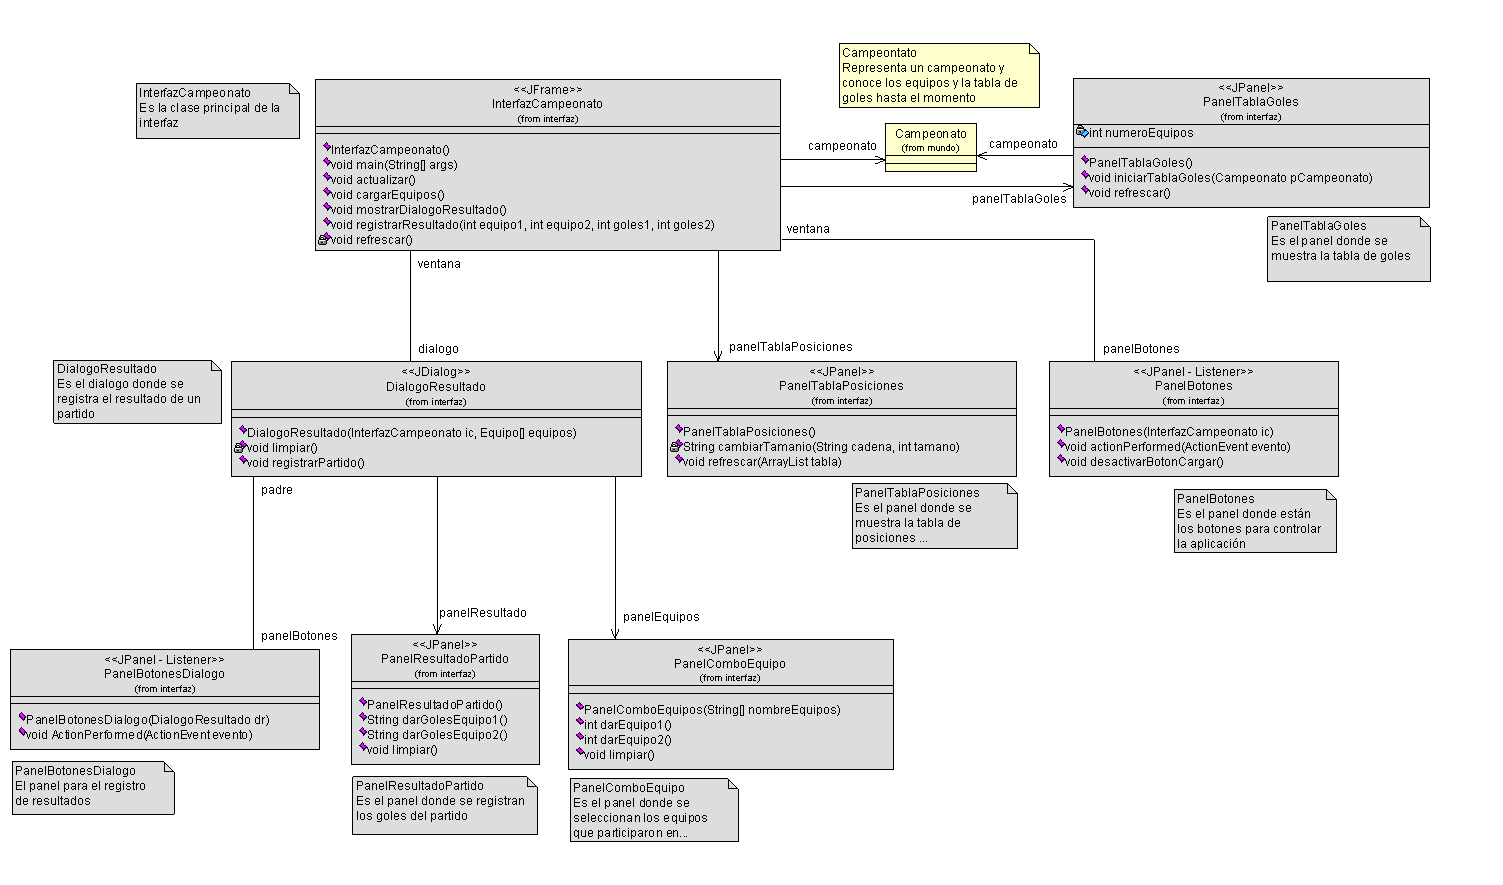 Campeontato
Representa un campeonato y
conoce los equipos y la tabla de
goles hasta el momento
InterfazCampeonato
Es la clase principal de la
interfaz
<<JFrame>>
InterfazCampeonato
(from interfaz)
InterfazCampeonato()
void main(String[] args)
void actualizar()
void cargarEquipos()
void mostrarDialogoResultado()
void registrarResultado(int equipo1, int equipo2, int goles1, int goles2)
void refrescar()
campeonato
Campeonato
(from mundo)
campeonato
panelTablaGoles
<<JPanel>>
PanelTablaGoles
(from interfaz)
int numeroEquipos
PanelTablaGoles()
void iniciarTablaGoles(Campeonato pCampeonato)
void refrescar()
PanelTablaGoles
Es el panel donde se
muestra la tabla de goles
ventana
ventana
dialogo
panelTablaPosiciones
panelBotones
DialogoResultado
Es el dialogo donde se
registra el resultado de un
partido
<<JDialog>>
DialogoResultado
(from interfaz)
DialogoResultado(InterfazCampeonato ic, Equipo[] equipos)
void limpiar()
void registrarPartido()
<<JPanel>>
PanelTablaPosiciones
(from interfaz)
PanelTablaPosiciones()
String cambiarTamanio(String cadena, int tamano)
void refrescar(ArrayList tabla)
<<JPanel - Listener>>
PanelBotones
(from interfaz)
PanelBotones(InterfazCampeonato ic)
void actionPerformed(ActionEvent evento)
void desactivarBotonCargar()
PanelTablaPosiciones
Es el panel donde se
muestra la tabla de
posiciones ...
PanelBotones
Es el panel donde están
los botones para controlar
la aplicación
padre
panelBotones
panelResultado
panelEquipos
<<JPanel - Listener>>
PanelBotonesDialogo
(from interfaz)
PanelBotonesDialogo(DialogoResultado dr)
void ActionPerformed(ActionEvent evento)
<<JPanel>>
PanelResultadoPartido
(from interfaz)
PanelResultadoPartido()
String darGolesEquipo1()
String darGolesEquipo2()
void limpiar()
<<JPanel>>
PanelComboEquipo
(from interfaz)
PanelComboEquipos(String[] nombreEquipos)
int darEquipo1()
int darEquipo2()
void limpiar()
PanelBotonesDialogo
El panel para el registro
de resultados
PanelResultadoPartido
Es el panel donde se registran
los goles del partido
PanelComboEquipo
Es el panel donde se
seleccionan los equipos
que participaron en...